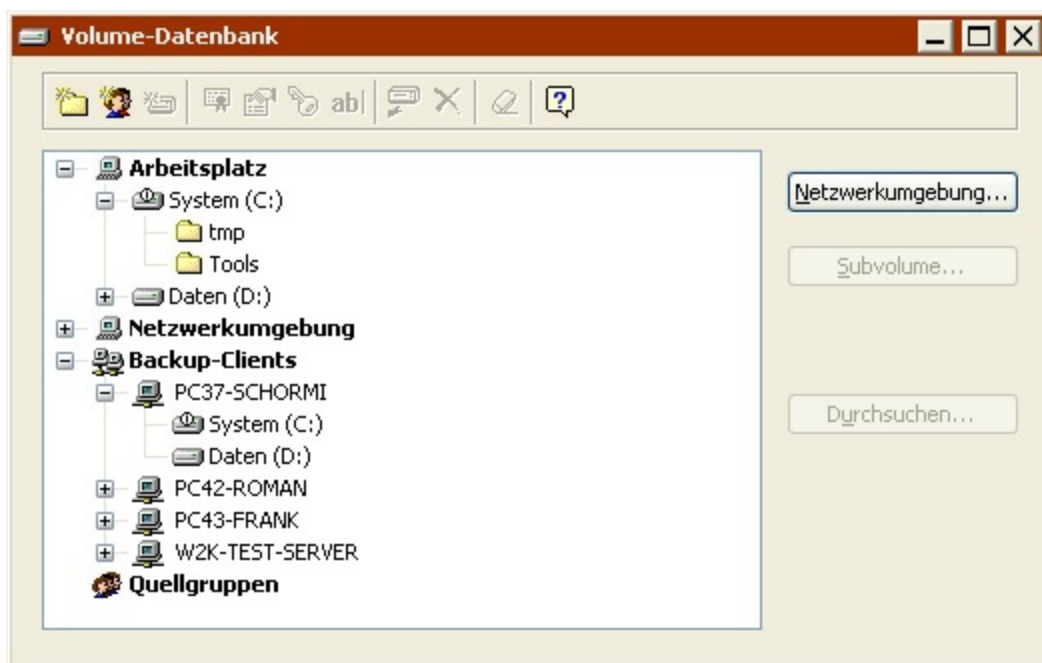 Volume-Datenbank
ab|
Arbeitsplatz
System (C:)
tmp
Tools
Daten (D:)
Netzwerkumgebung
Backup-Clients
PC37-SCHORMI
System (C:)
Daten (D:)
PC42-ROMAN
PC43-FRANK
W2K-TEST-SERVER
Quellgruppen
Netzwerkumgebung...
Subvolume...
Durchsuchen...